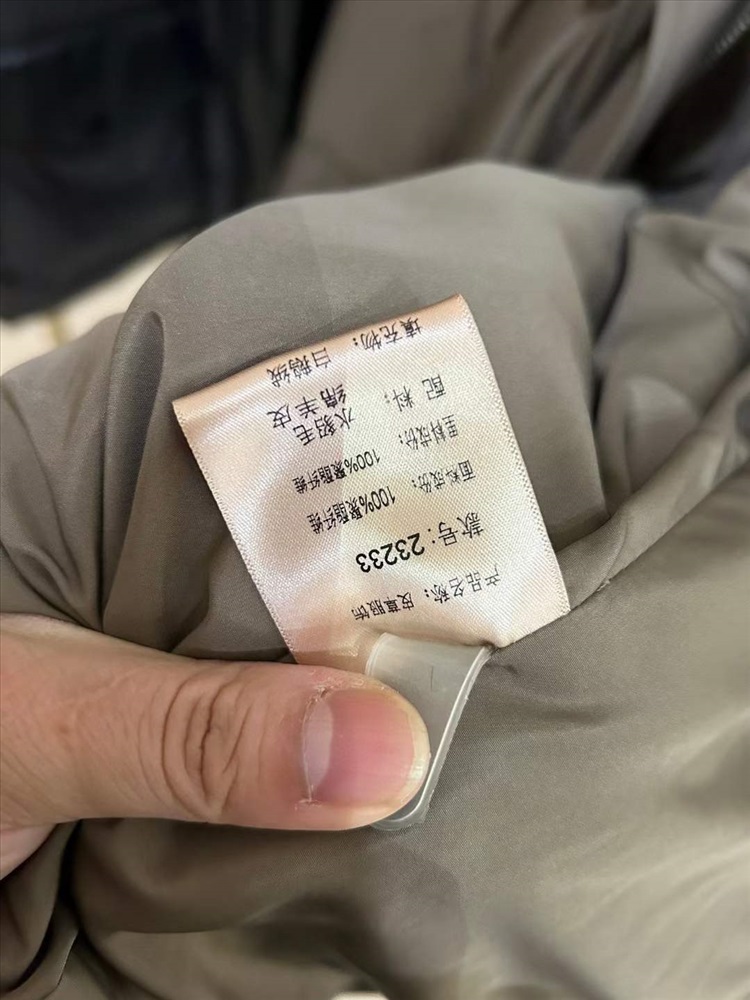 产品名称：皮草服饰
款号：23233
面料成份：100%聚酯纤维
里料成份：100%聚酯纤维
配 料：水貂毛
绵羊皮
填充物：白鹅绒